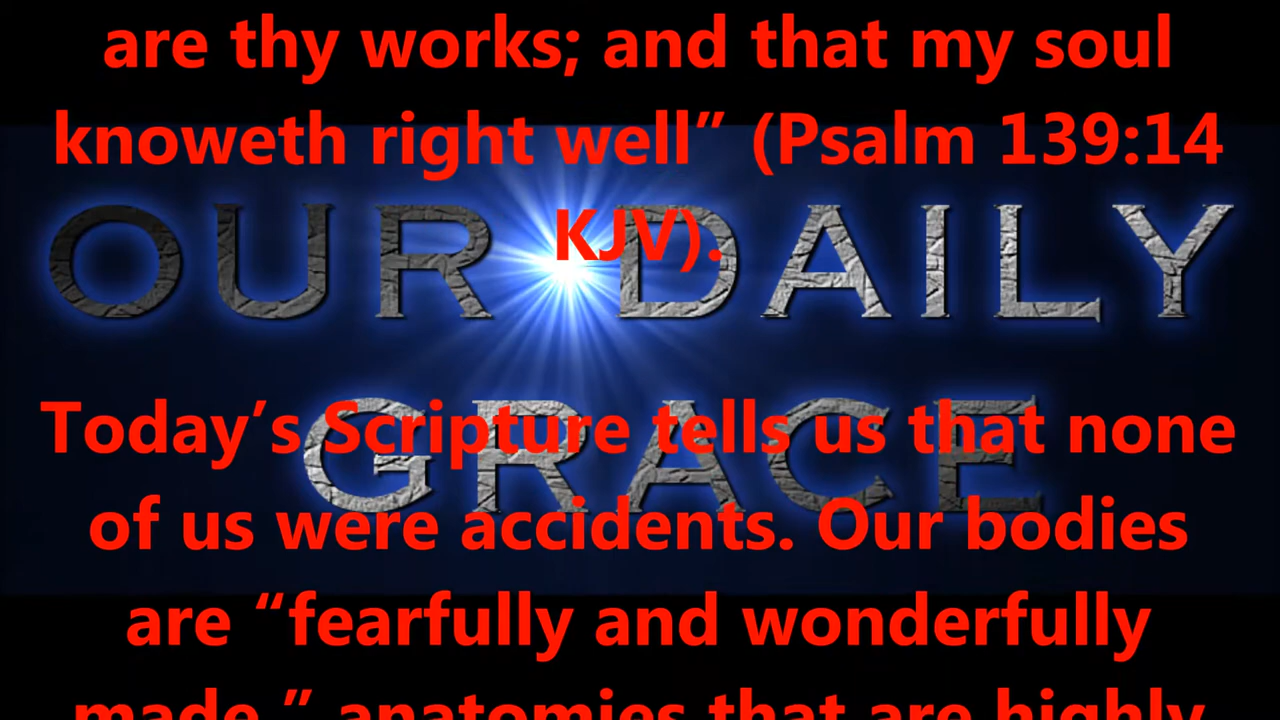 are thy works; and that my soul
knoweth right well” (Psalm 139:14
KJV).
OUR DAILY
GRACE
Today’s Scripture tells us that none
of us were accidents. Our bodies
are “fearfully and wonderfully
made,” anatomies that are highly